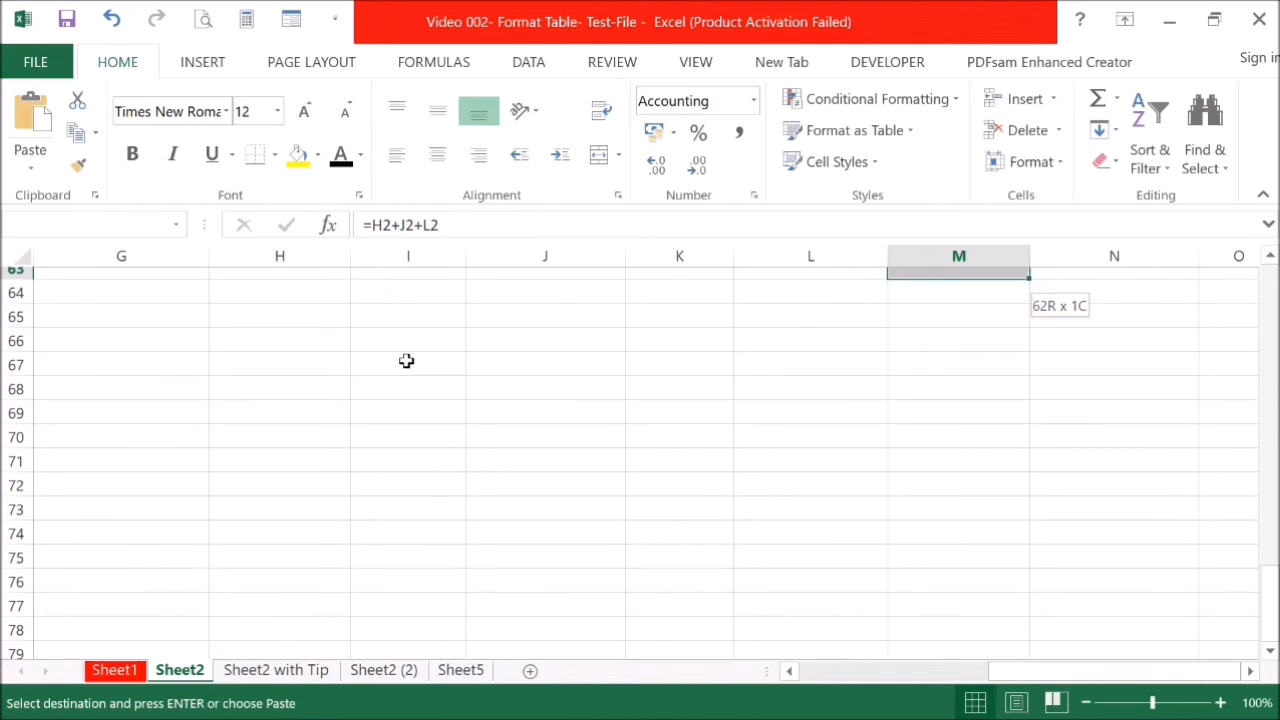 Video 002- Format Table- Test-File -  Excel (Product Activation Failed)
?
FILE
HOME
INSERT
PAGE LAYOUT
FORMULAS
DATA
REVIEW
VIEW
New Tab
DEVELOPER
PDFsam Enhanced Creator
Sign in
Paste
Clipboard
Times New Roma
12
B I U A
Font
Alignment
Accounting
%
Number
Conditional Formatting
Format as Table
Cell Styles
Styles
Insert
Delete
Format
Cells
Sort &
Filter
Find &
Select
Editing
fx
=H2+J2+L2
G H I J K L M N O
63
64
62R x 1C
65
66
67
68
69
70
71
72
73
74
75
76
77
78
79
Sheet1
Sheet2
Sheet2 with Tip
Sheet2 (2)
Sheet5
Select destination and press ENTER or choose Paste
100%